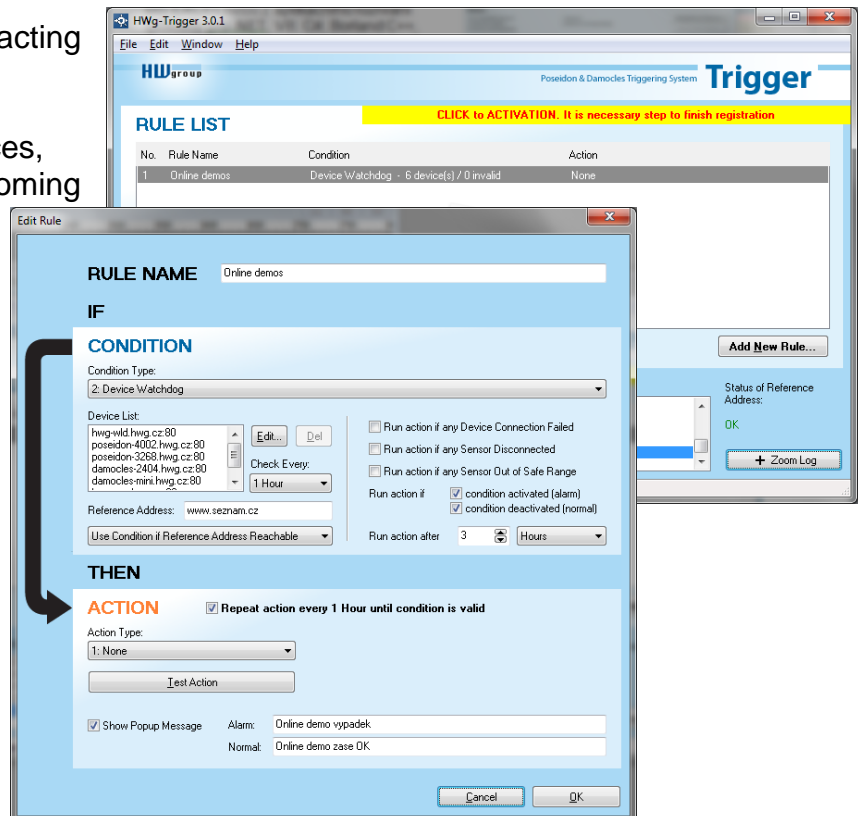 acting
ces,
oming
HWg-Trigger 3.0.1
File Edit Window Help
HWgroup
Poseidon & Damocles Triggering System Trigger
CLICK to ACTIVATION. It is necessary step to finish registration
RULE LIST
No. Rule Name Condition Action
1 Online demos Device Watchdog - 6 device(s) / 0 invalid None
Add New Rule...
Status of Reference
Address:
OK
+ Zoom Log
Edit Rule
RULE NAME Online demos
IF
CONDITION
Condition Type:
2: Device Watchdog
Device List:
hwg-wld.hwg.cz:80
poseidon-4002.hwg.cz:80
poseidon-3268.hwg.cz:80
damocles-2404.hwg.cz:80
damocles-mini.hwg.cz:80
Edit... Del
Check Every:
1 Hour
Reference Address: www.seznam.cz
Use Condition if Reference Address Reachable
Run action if any Device Connection Failed
Run action if any Sensor Disconnected
Run action if any Sensor Out of Safe Range
Run action if condition activated (alarm)
condition deactivated (normal)
Run action after 3 Hours
THEN
ACTION Repeat action every 1 Hour until condition is valid
Action Type:
1: None
Test Action
Show Popup Message Alarm: Online demo vypadek
Normal: Online demo zase OK
Cancel OK